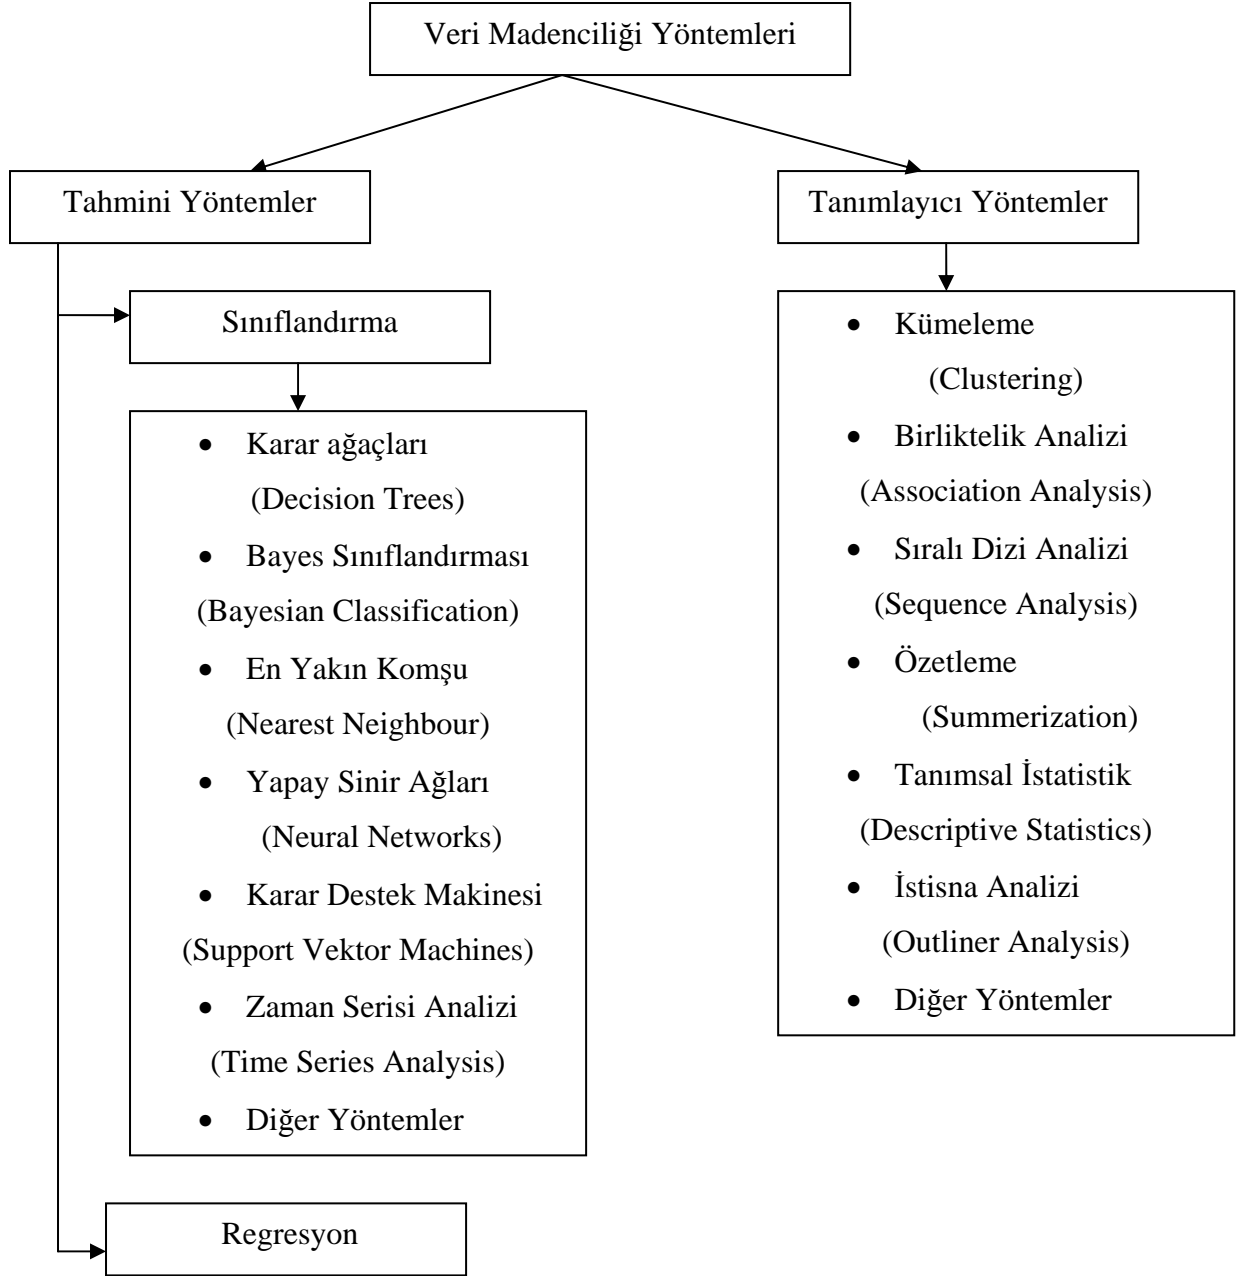 Veri Madenciliği Yöntemleri
Tahmini Yöntemler
Sınıflandırma
• Karar ağaçları
(Decision Trees)
• Bayes Sınıflandırması
(Bayesian Classification)
• En Yakın Komşu
(Nearest Neighbour)
• Yapay Sinir Ağları
(Neural Networks)
• Karar Destek Makinesi
(Support Vektor Machines)
• Zaman Serisi Analizi
(Time Series Analysis)
• Diğer Yöntemler
Regresyon
Tanımlayıcı Yöntemler
• Kümeleme
(Clustering)
• Birliktelik Analizi
(Association Analysis)
• Sıralı Dizi Analizi
(Sequence Analysis)
• Özetleme
(Summerization)
• Tanımsal İstatistik
(Descriptive Statistics)
• İstisna Analizi
(Outliner Analysis)
• Diğer Yöntemler